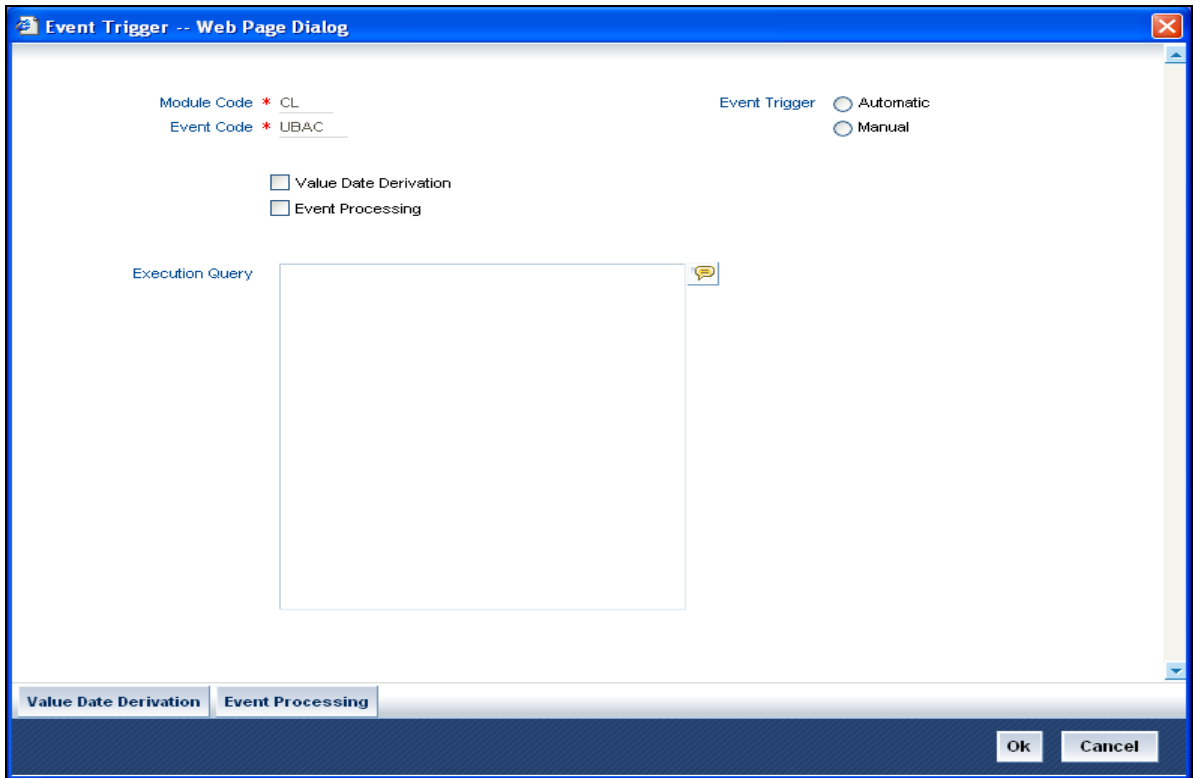 Event Trigger -- Web Page Dialog
Module Code * CL
Event Trigger Automatic
Event Code * UBAC
Manual
Value Date Derivation
Event Processing
Execution Query
Value Date Derivation Event Processing
Ok Cancel